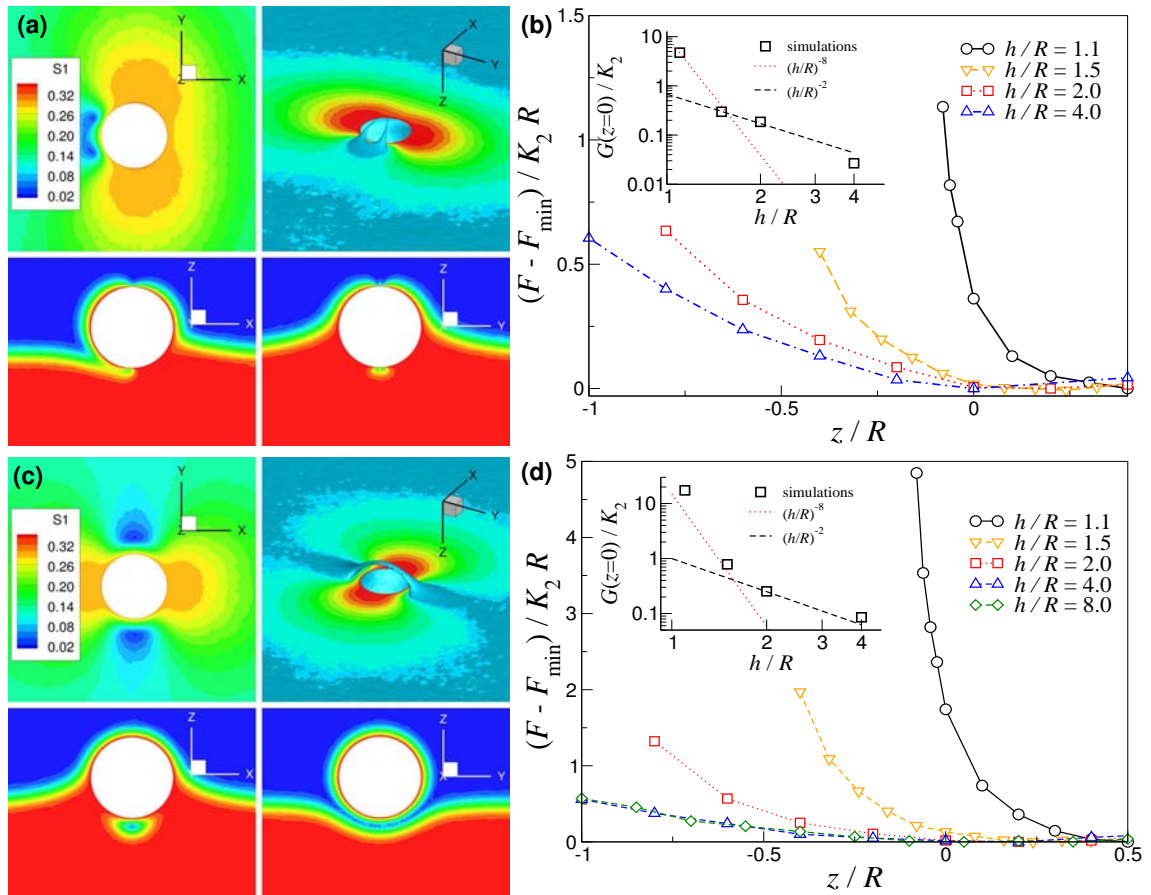 (a)
Y
Z
X
S1
0.32
0.26
0.20
0.14
0.08
0.02
X
Y
Z
Z
X
Z
Y
(b)
1.5
1
0.5
0
-1
-0.5
0
z / R
(F - F_min) / K_2 R
h / R = 1.1
h / R = 1.5
h / R = 2.0
h / R = 4.0
10
1
0.1
0.01
1
2
3
4
h / R
G(z=0) / K_2
simulations
(h/R)^-8
(h/R)^-2
(c)
Y
Z
X
S1
0.32
0.26
0.20
0.14
0.08
0.02
X
Y
Z
Z
X
Z
X
Y
(d)
5
4
3
2
1
0
-1
-0.5
0
0.5
z / R
(F - F_min) / K_2 R
h / R = 1.1
h / R = 1.5
h / R = 2.0
h / R = 4.0
h / R = 8.0
10
1
0.1
1
2
3
4
h / R
G(z=0) / K_2
simulations
(h/R)^-8
(h/R)^-2